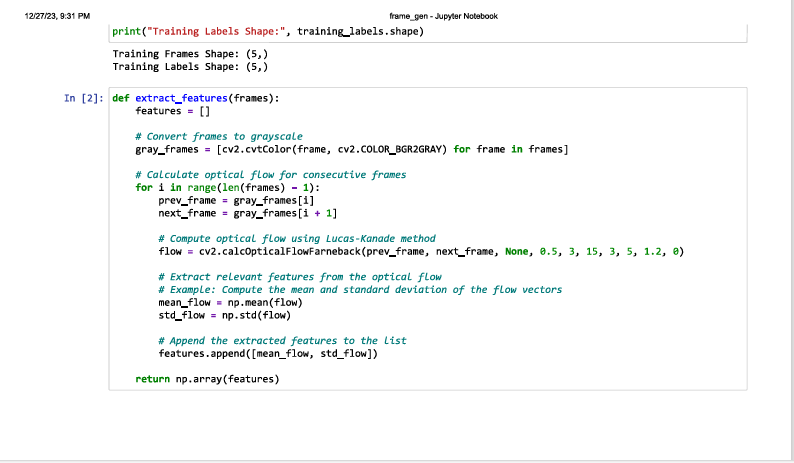 12/27/23, 9:31 PM frame_gen - Jupyter Notebook
print("Training Labels Shape:", training_labels.shape)
Training Frames Shape: (5,)
Training Labels Shape: (5,)
In [2]: def extract_features(frames):
    features = []
    # Convert frames to grayscale
    gray_frames = [cv2.cvtColor(frame, cv2.COLOR_BGR2GRAY) for frame in frames]
    # Calculate optical flow for consecutive frames
    for i in range(len(frames) - 1):
        prev_frame = gray_frames[i]
        next_frame = gray_frames[i + 1]
        # Compute optical flow using Lucas-Kanade method
        flow = cv2.calcOpticalFlowFarneback(prev_frame, next_frame, None, 0.5, 3, 15, 3, 5, 1.2, 0)
        # Extract relevant features from the optical flow
        # Example: Compute the mean and standard deviation of the flow vectors
        mean_flow = np.mean(flow)
        std_flow = np.std(flow)
        # Append the extracted features to the list
        features.append([mean_flow, std_flow])
    return np.array(features)